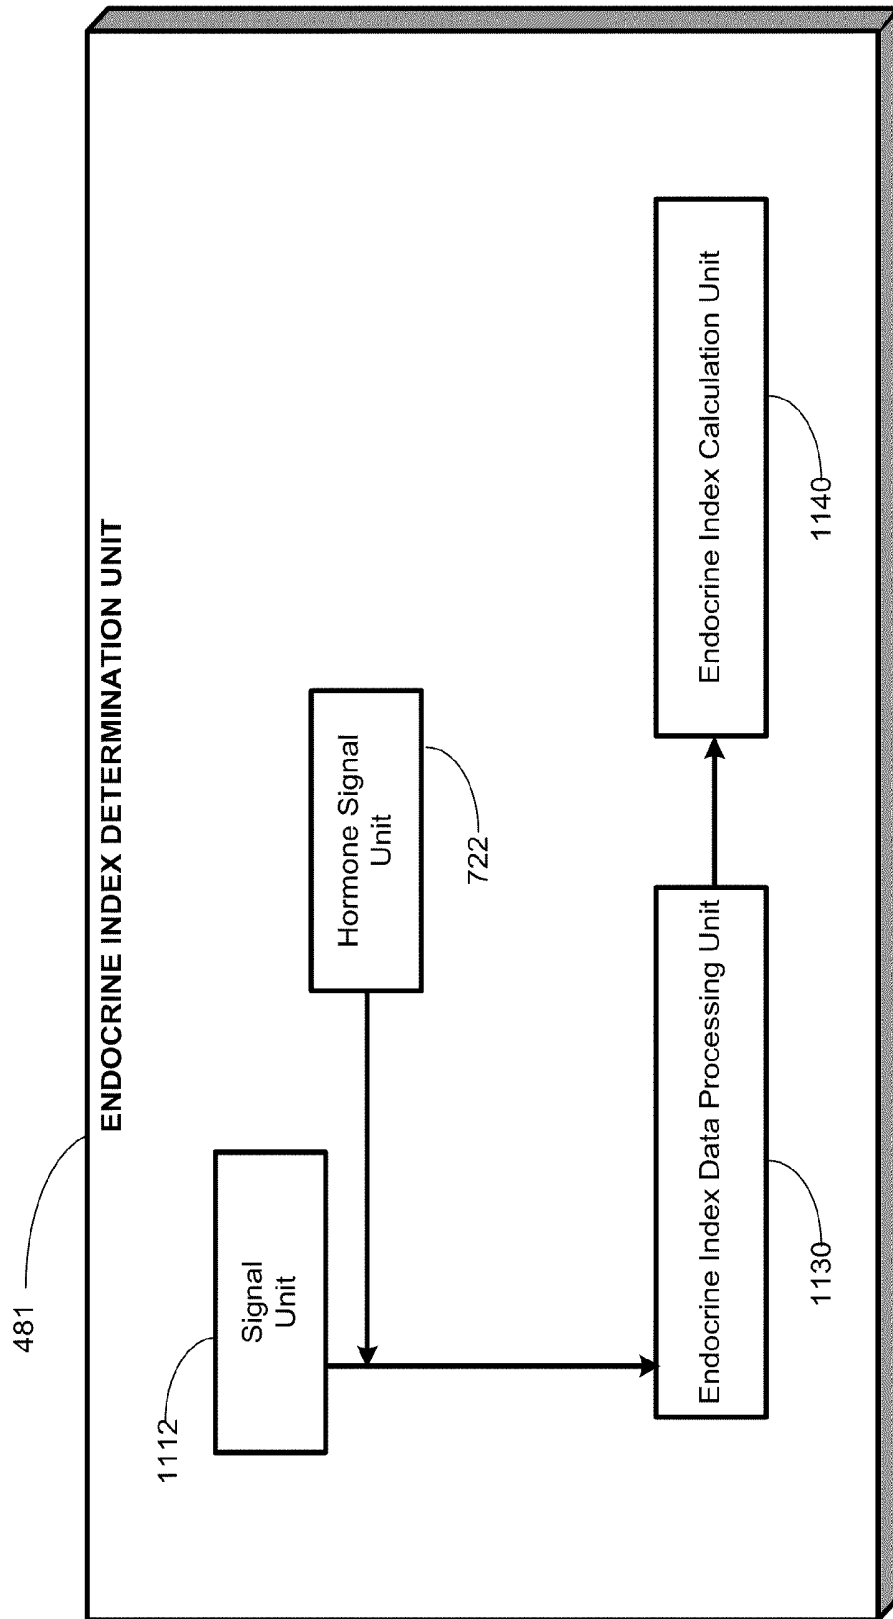 481
ENDOCRINE INDEX DETERMINATION UNIT
1112
Signal
Unit
Hormone Signal
Unit
722
Endocrine Index Data Processing Unit
1130
Endocrine Index Calculation Unit
1140